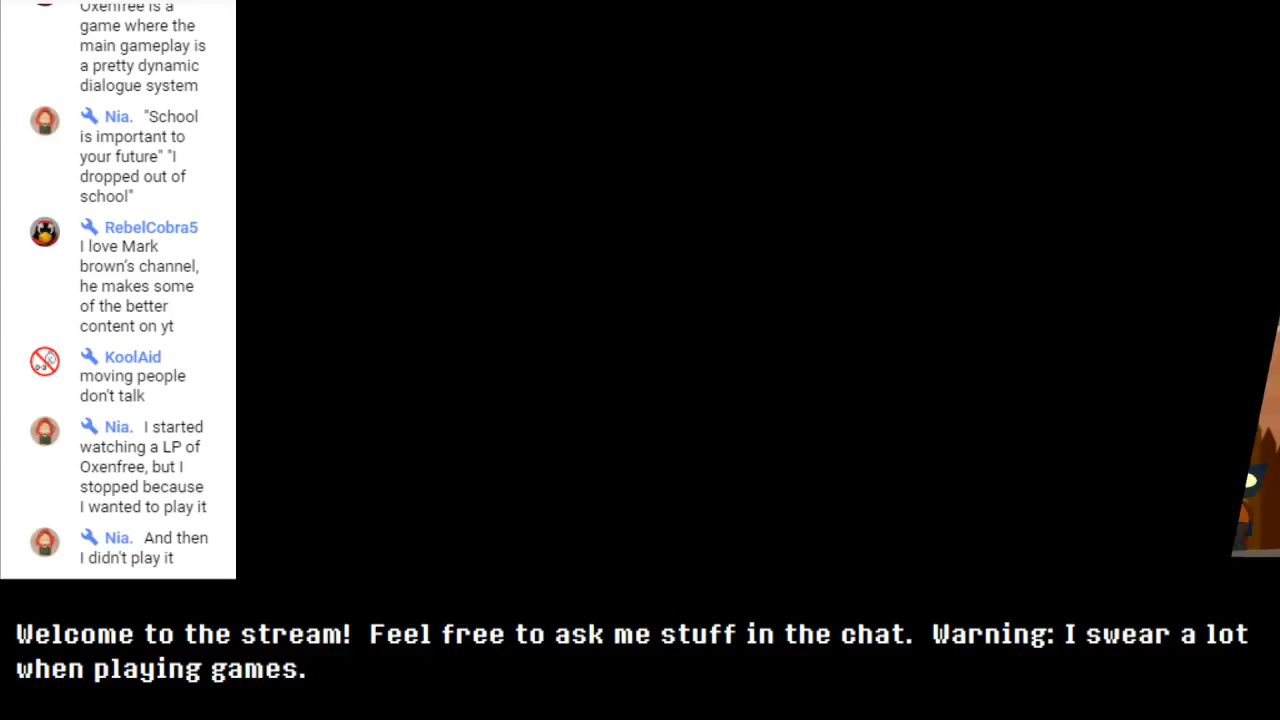 Oxenfree is a
game where the
main gameplay is
a pretty dynamic
dialogue system
Nia. "School
is important to
your future" "I
dropped out of
school"
RebelCobra5
I love Mark
brown's channel,
he makes some
of the better
content on yt
KoolAid
moving people
don't talk
Nia. I started
watching a LP of
Oxenfree, but I
stopped because
I wanted to play it
Nia. And then
I didn't play it
Welcome to the stream! Feel free to ask me stuff in the chat. Warning: I swear a lot
when playing games.